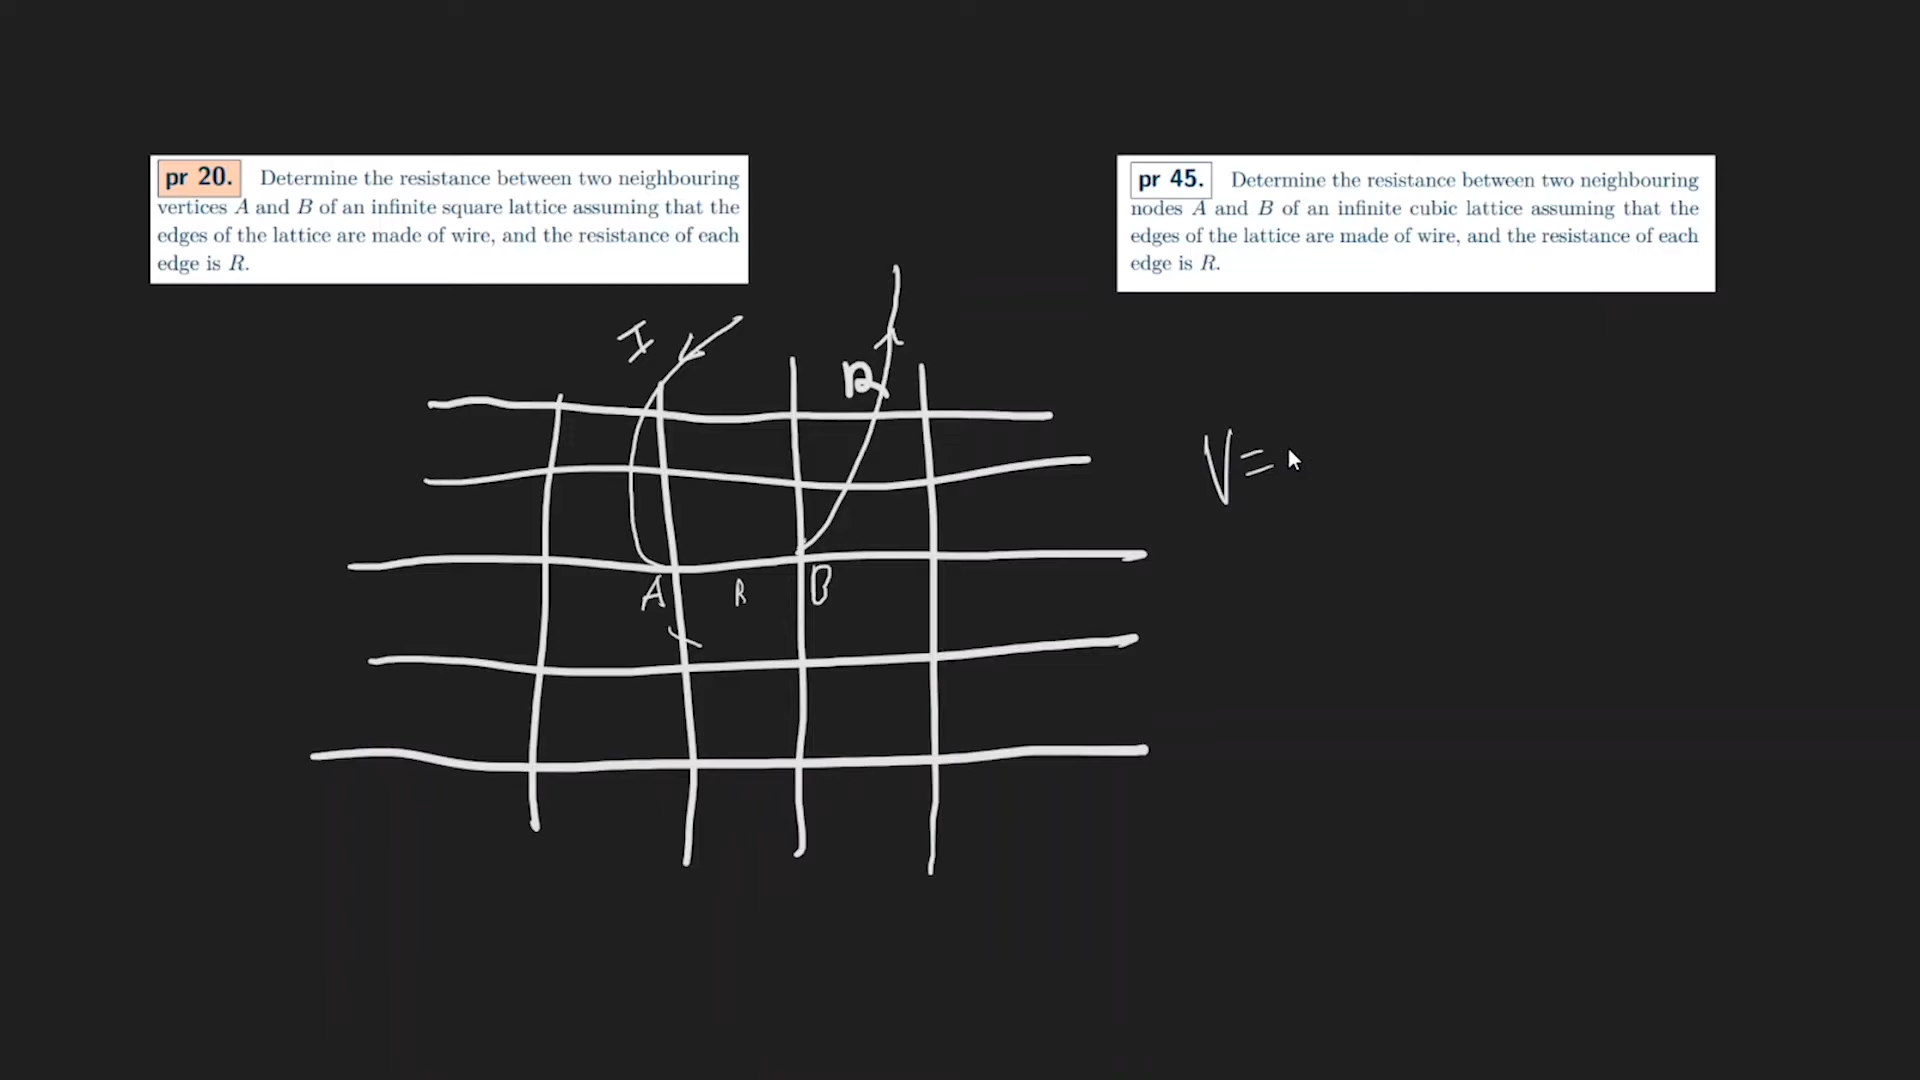 pr 20. Determine the resistance between two neighbouring
vertices A and B of an infinite square lattice assuming that the
edges of the lattice are made of wire, and the resistance of each
edge is R.
pr 45. Determine the resistance between two neighbouring
nodes A and B of an infinite cubic lattice assuming that the
edges of the lattice are made of wire, and the resistance of each
edge is R.
I
V=
A R B